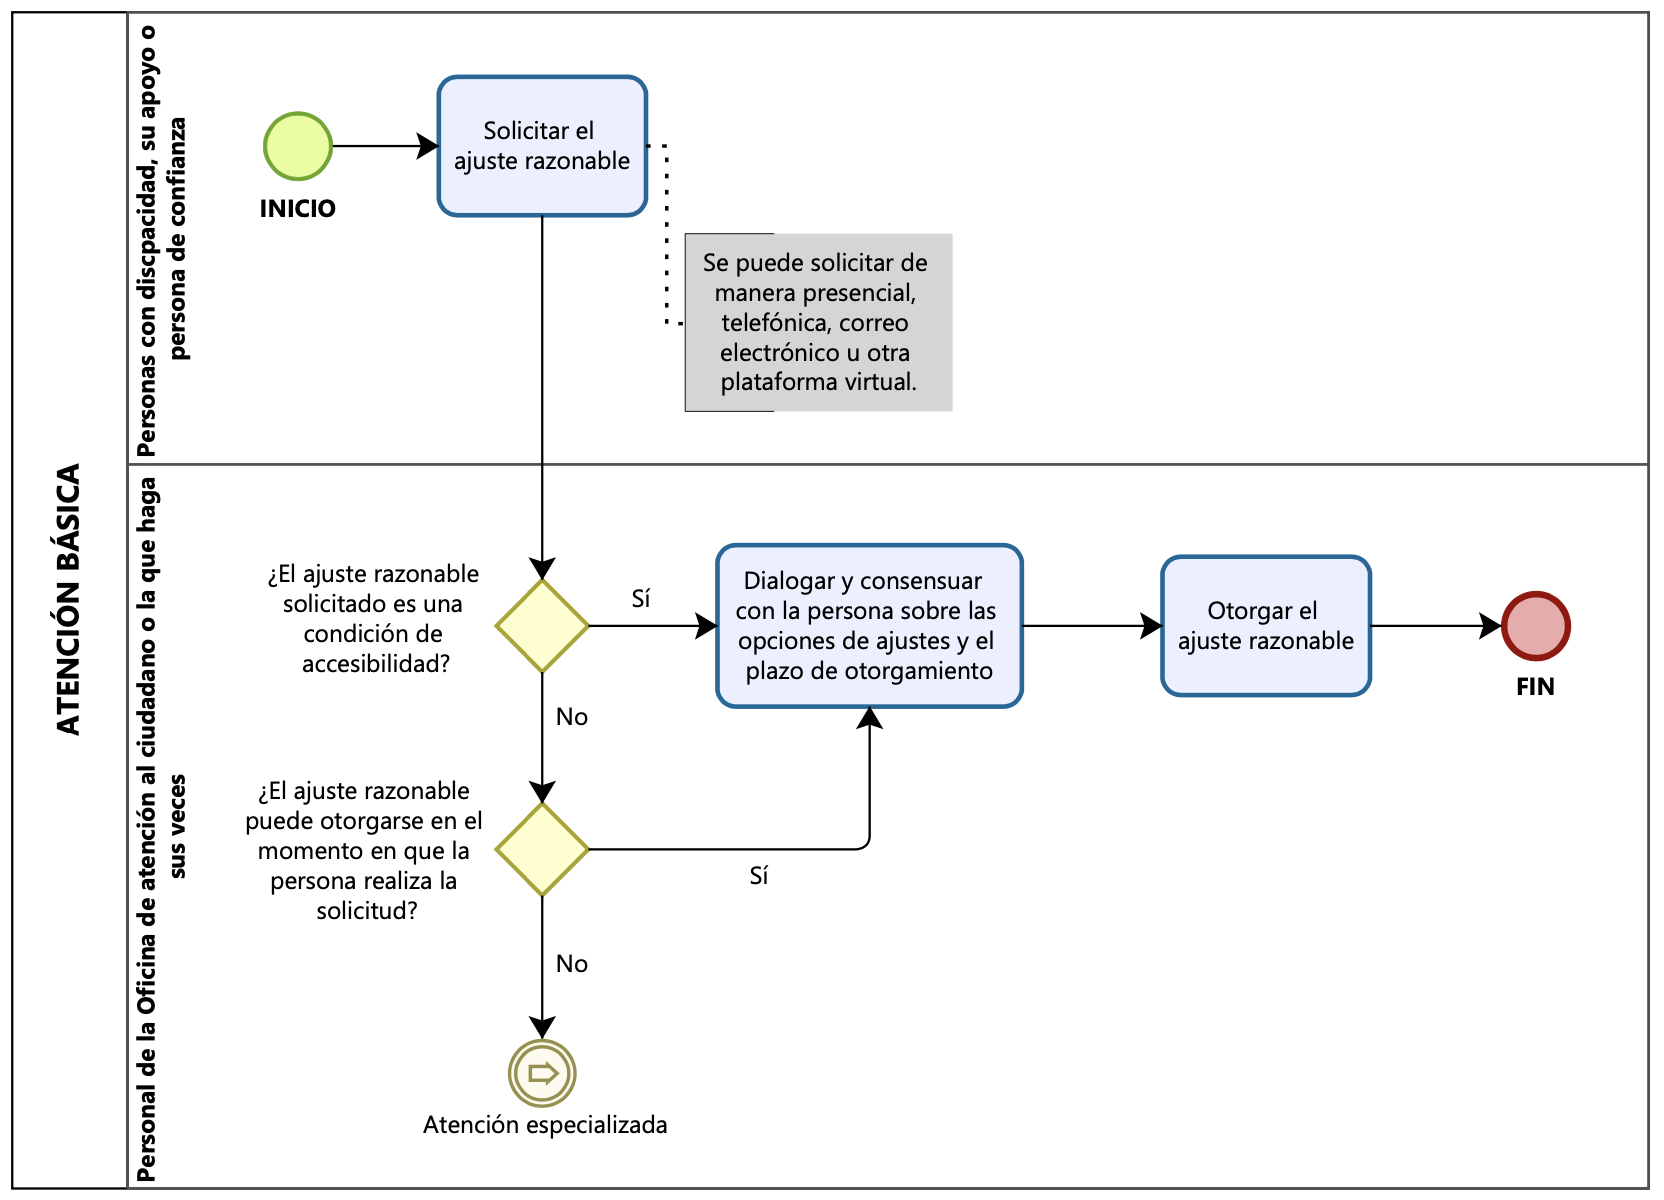 ATENCIÓN BÁSICA
Personas con discpacidad, su apoyo o
persona de confianza
INICIO
Solicitar el
ajuste razonable
Se puede solicitar de
manera presencial,
telefónica, correo
electrónico u otra
plataforma virtual.
Personal de la Oficina de atención al ciudadano o la que haga
sus veces
¿El ajuste razonable
solicitado es una
condición de
accesibilidad?
Sí
Dialogar y consensuar
con la persona sobre las
opciones de ajustes y el
plazo de otorgamiento
Otorgar el
ajuste razonable
FIN
No
¿El ajuste razonable
puede otorgarse en el
momento en que la
persona realiza la
solicitud?
Sí
No
Atención especializada